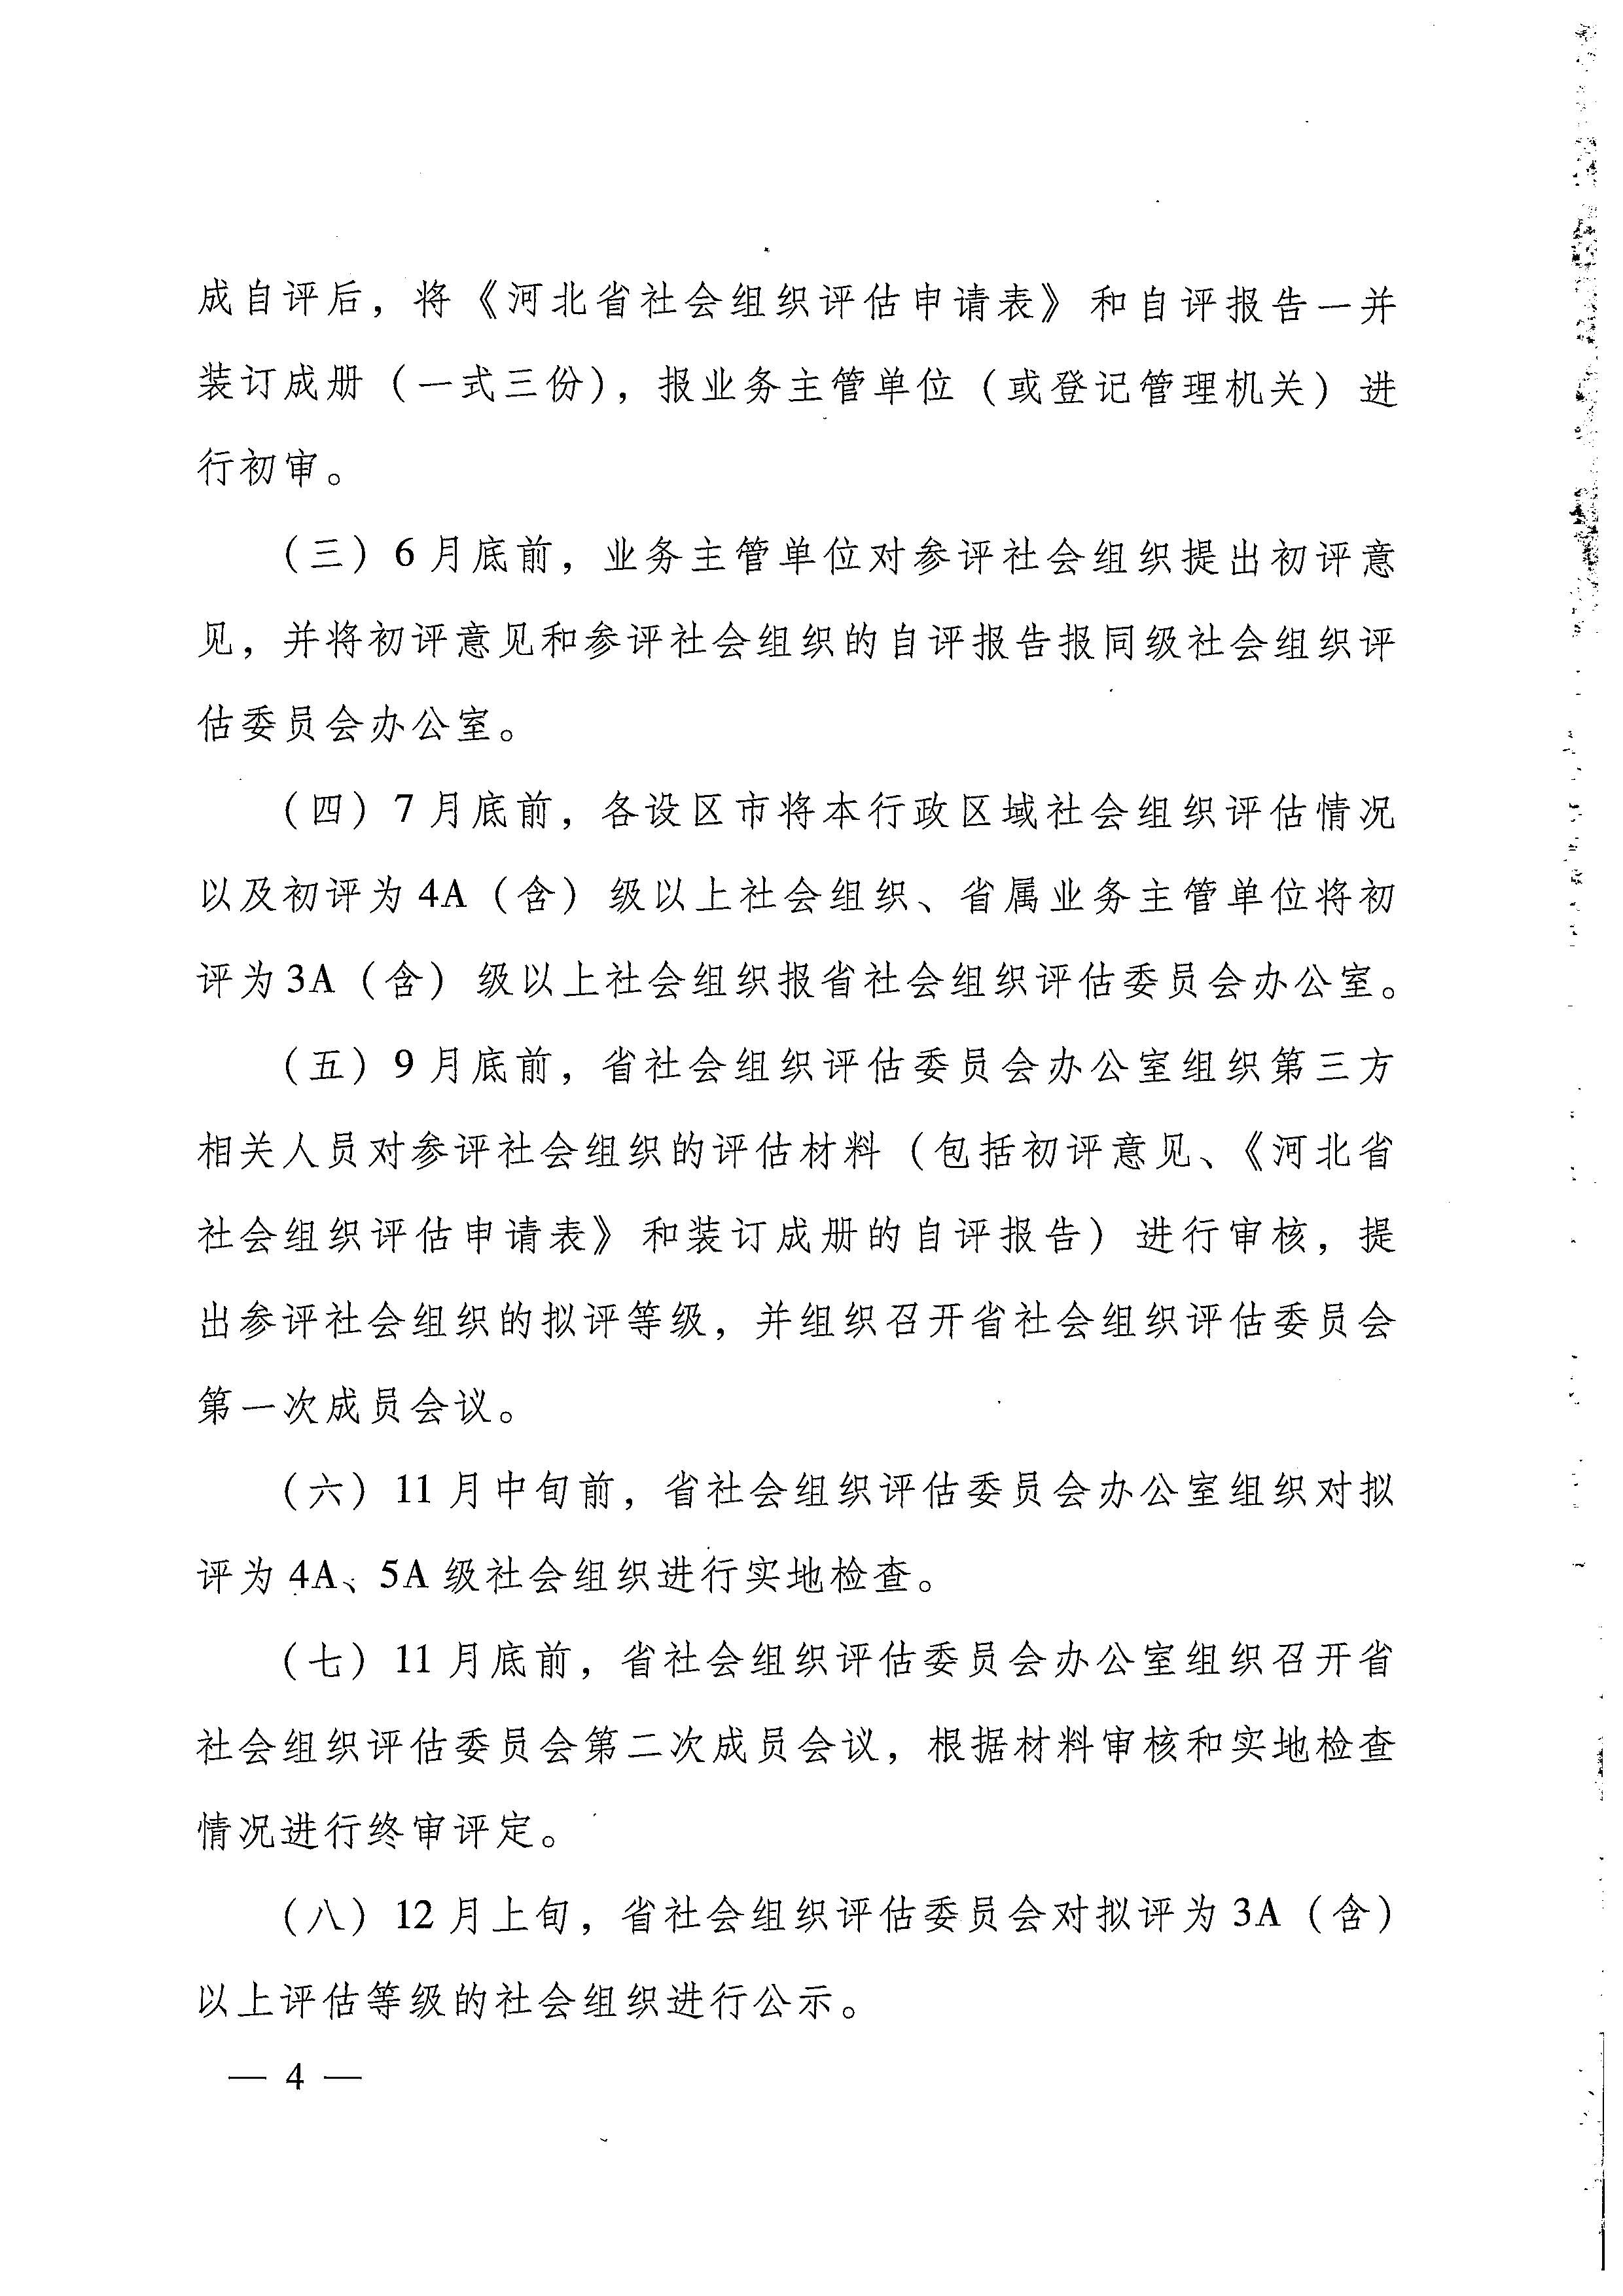 成自评后，将《河北省社会组织评估申请表》和自评报告一并
装订成册（一式三份），报业务主管单位（或登记管理机关）进
行初审。
（三）6月底前，业务主管单位对参评社会组织提出初评意
见，并将初评意见和参评社会组织的自评报告报同级社会组织评
估委员会办公室。
（四）7月底前，各设区市将本行政区域社会组织评估情况
以及初评为4A（含）级以上社会组织、省属业务主管单位将初
评为3A（含）级以上社会组织报省社会组织评估委员会办公室。
（五）9月底前，省社会组织评估委员会办公室组织第三方
相关人员对参评社会组织的评估材料（包括初评意见、《河北省
社会组织评估申请表》和装订成册的自评报告）进行审核，提
出参评社会组织的拟评等级，并组织召开省社会组织评估委员会
第一次成员会议。
（六）11月中旬前，省社会组织评估委员会办公室组织对拟
评为4A、5A级社会组织进行实地检查。
（七）11月底前，省社会组织评估委员会办公室组织召开省
社会组织评估委员会第二次成员会议，根据材料审核和实地检查
情况进行终审评定。
（八）12月上旬，省社会组织评估委员会对拟评为3A（含）
以上评估等级的社会组织进行公示。
— 4 —